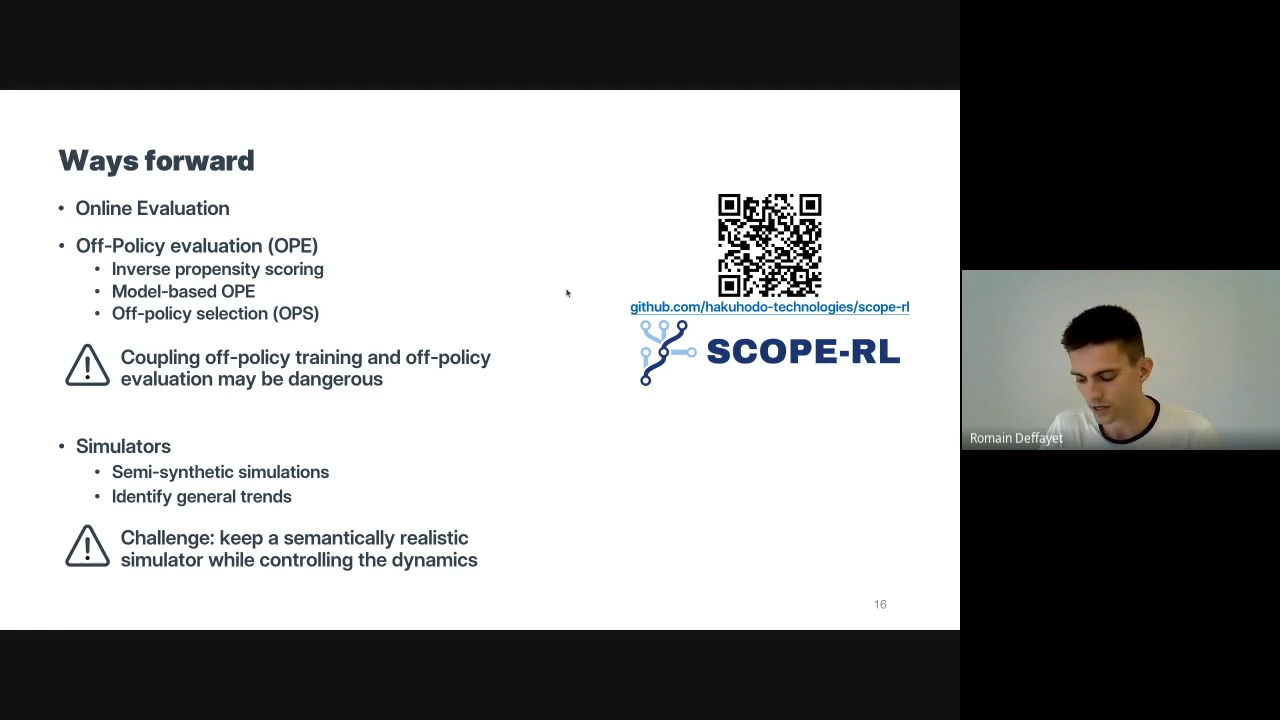 Ways forward
• Online Evaluation
• Off-Policy evaluation (OPE)
• Inverse propensity scoring
• Model-based OPE
• Off-policy selection (OPS)
Coupling off-policy training and off-policy
evaluation may be dangerous
• Simulators
• Semi-synthetic simulations
• Identify general trends
Challenge: keep a semantically realistic
simulator while controlling the dynamics
github.com/hakuhodo-technologies/scope-rl
SCOPE-RL
16
Romain Deffayet